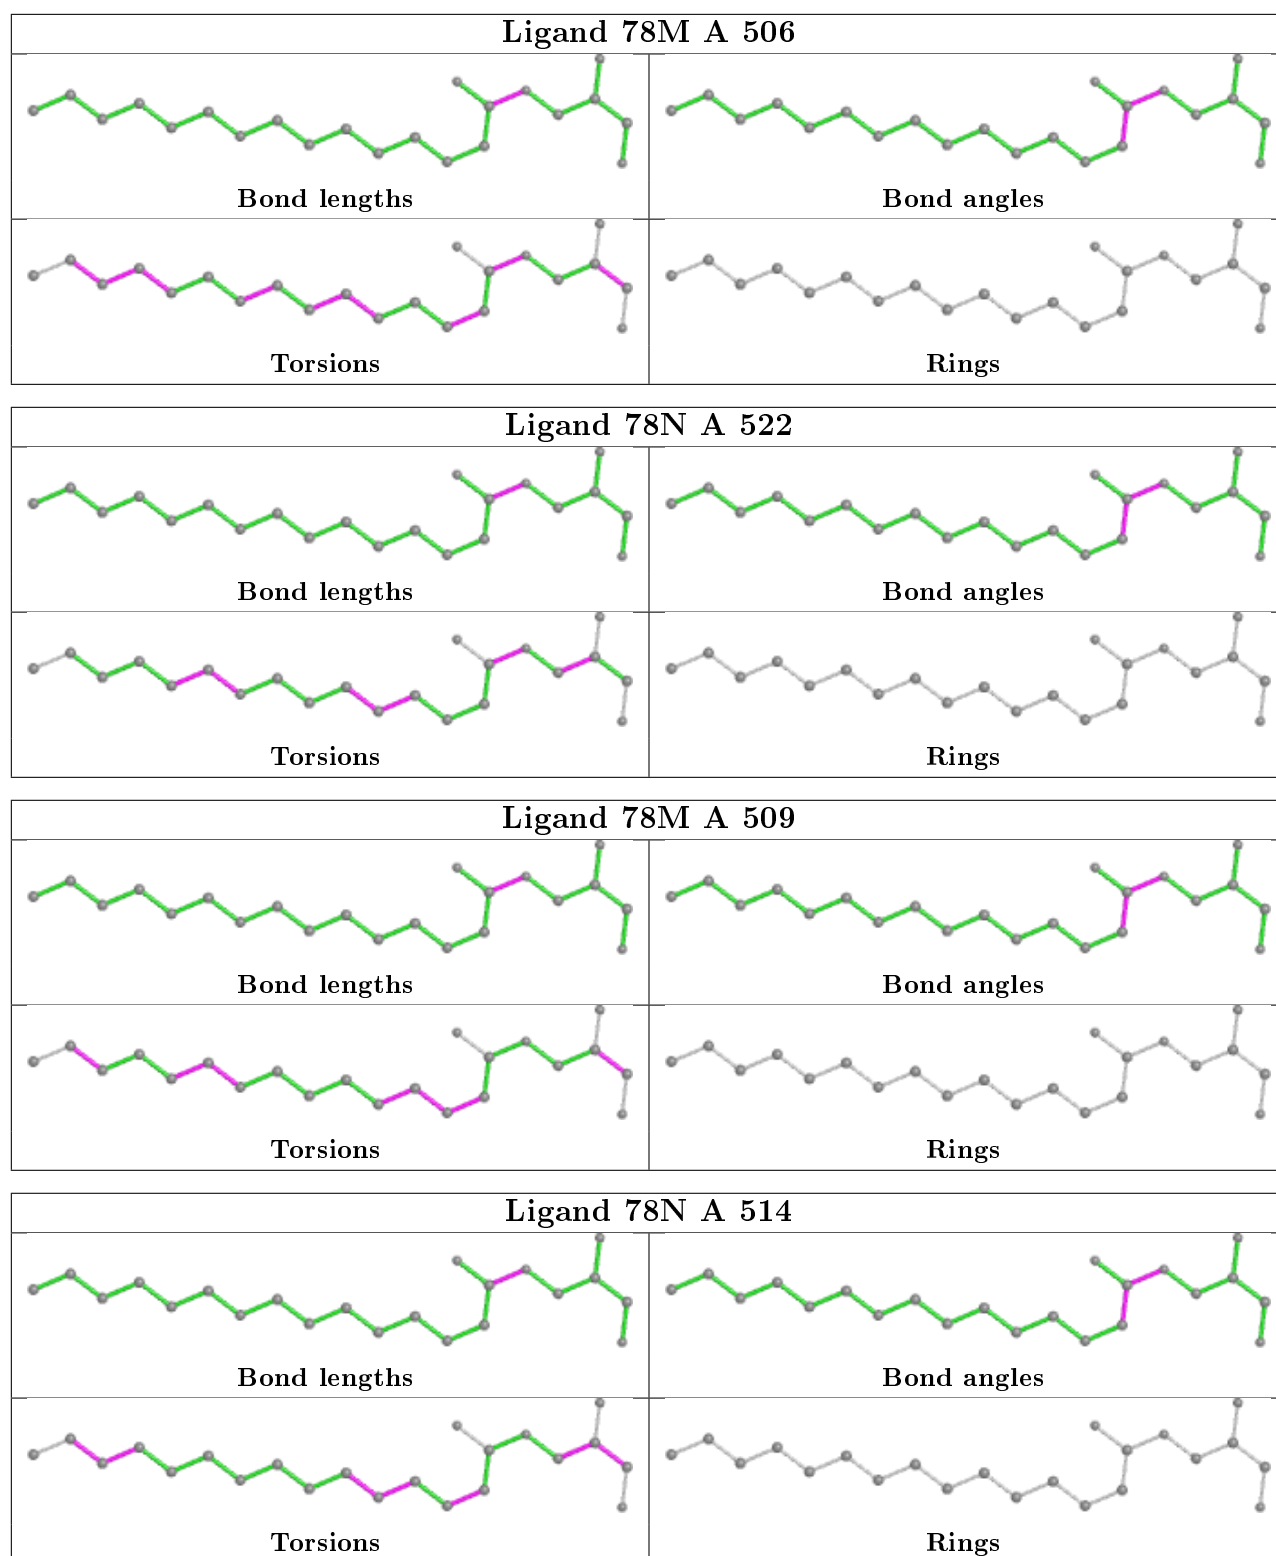 Ligand 78M A 506
Bond lengths
Bond angles
Torsions
Rings
Ligand 78N A 522
Bond lengths
Bond angles
Torsions
Rings
Ligand 78M A 509
Bond lengths
Bond angles
Torsions
Rings
Ligand 78N A 514
Bond lengths
Bond angles
Torsions
Rings